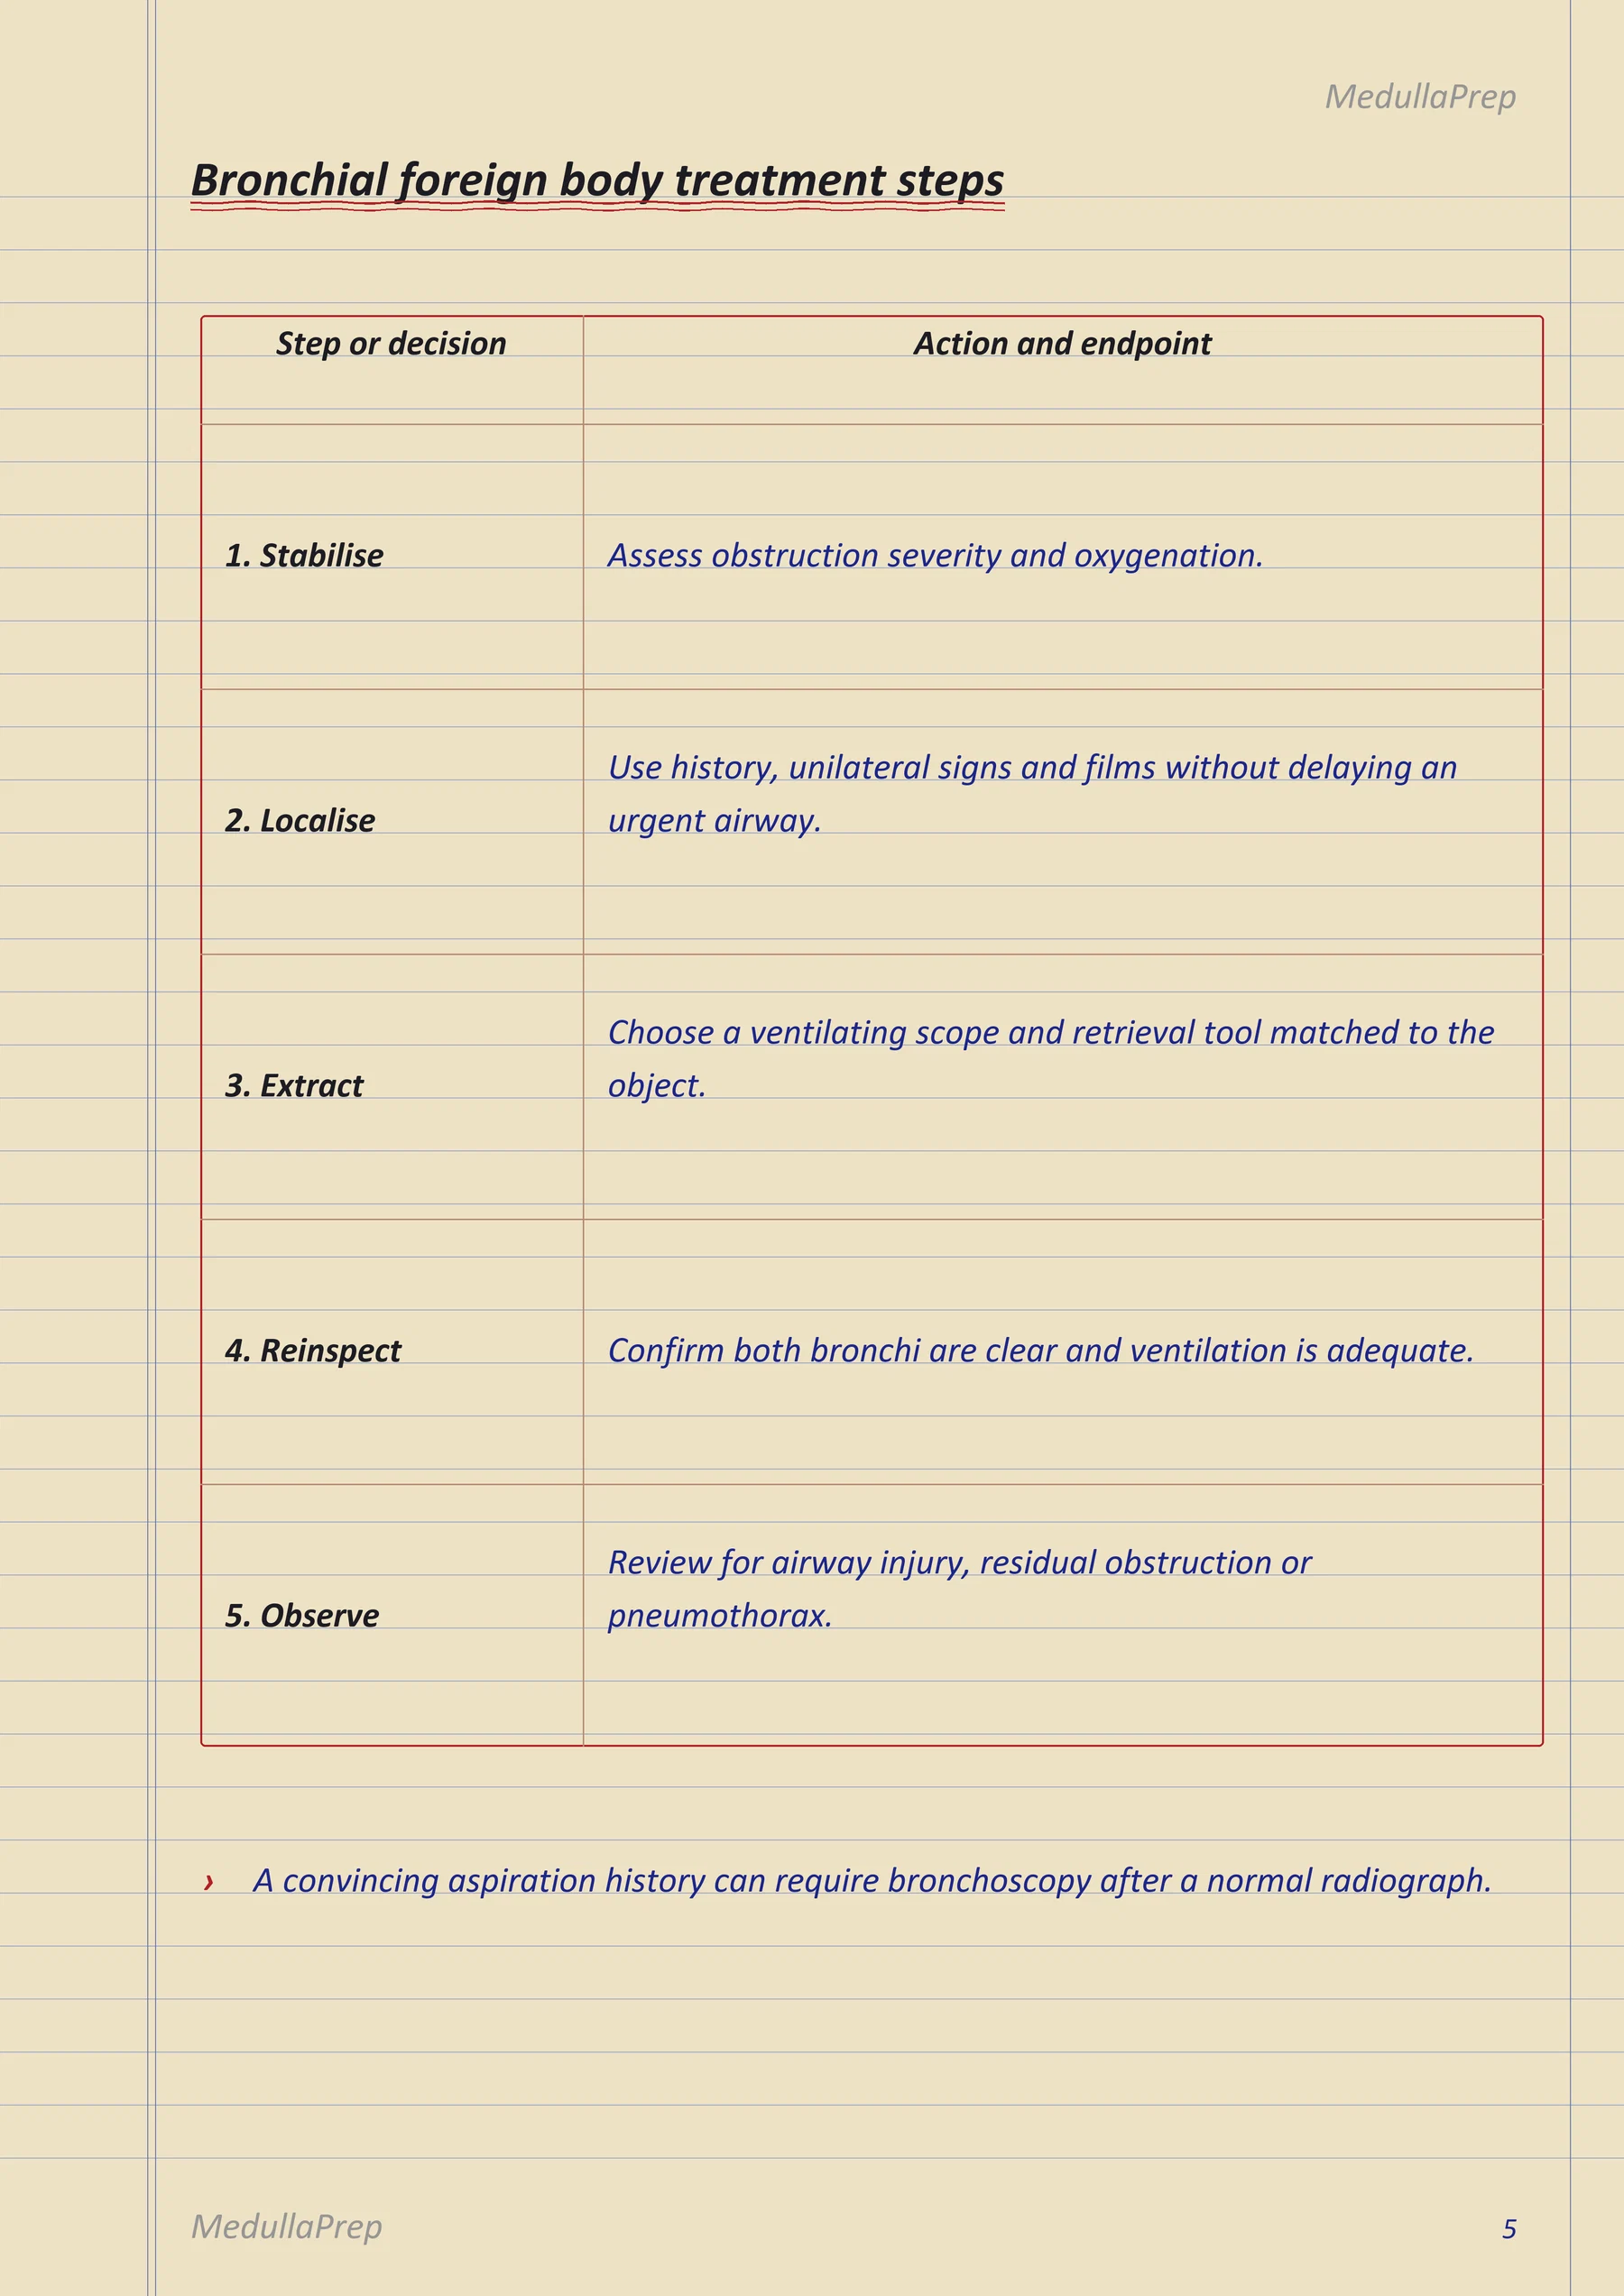 MedullaPrep
Bronchial foreign body treatment steps
Step or decision
Action and endpoint
1. Stabilise
Assess obstruction severity and oxygenation.
2. Localise
Use history, unilateral signs and films without delaying an
urgent airway.
3. Extract
Choose a ventilating scope and retrieval tool matched to the
object.
4. Reinspect
Confirm both bronchi are clear and ventilation is adequate.
5. Observe
Review for airway injury, residual obstruction or
pneumothorax.
› A convincing aspiration history can require bronchoscopy after a normal radiograph.
MedullaPrep
5